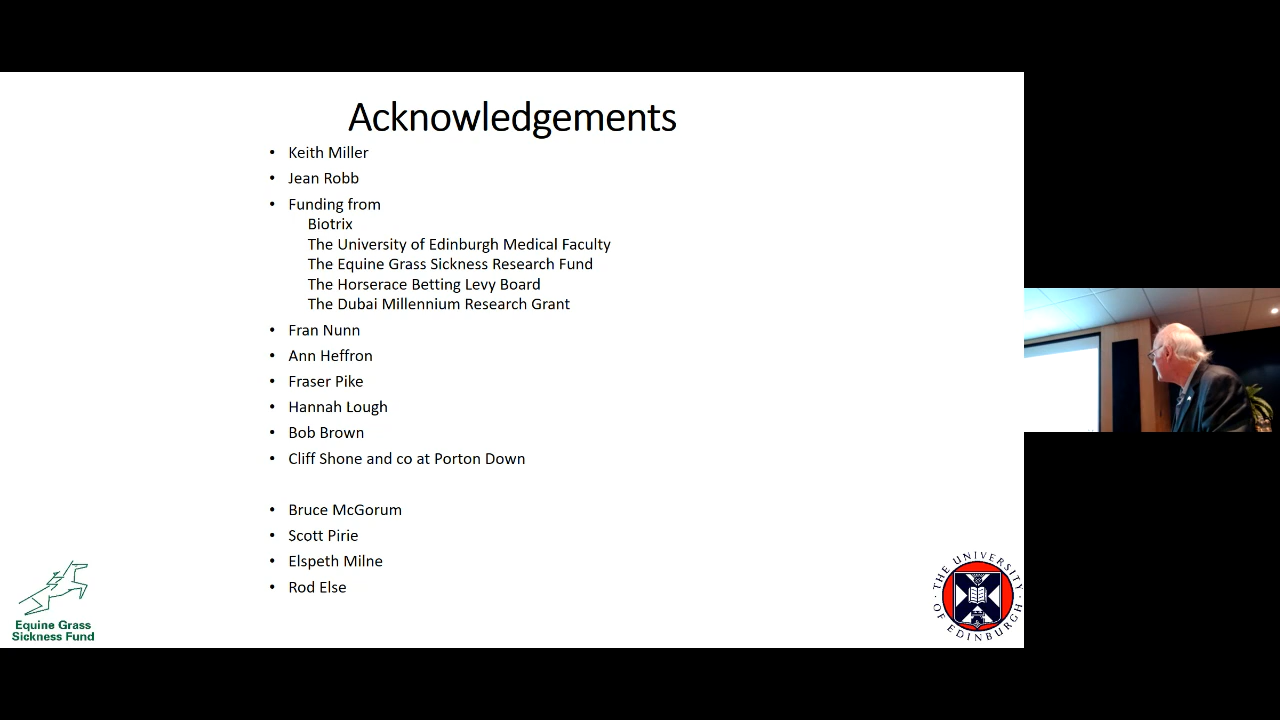 Acknowledgements
• Keith Miller
• Jean Robb
• Funding from
Biotrix
The University of Edinburgh Medical Faculty
The Equine Grass Sickness Research Fund
The Horserace Betting Levy Board
The Dubai Millennium Research Grant
• Fran Nunn
• Ann Heffron
• Fraser Pike
• Hannah Lough
• Bob Brown
• Cliff Shone and co at Porton Down
• Bruce McGorum
• Scott Pirie
• Elspeth Milne
• Rod Else
Equine Grass
Sickness Fund
THE UNIVERSITY
OF EDINBURGH